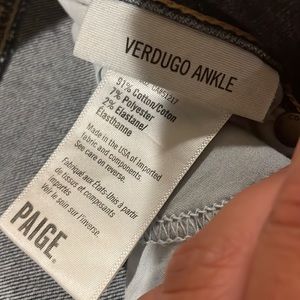 VERDUGO ANKLE
91% Cotton/Coton
7% Polyester
2% Elastane/
Elasthanne
Made in the USA of imported
fabric and components.
See care on reverse.
Fabriqué aux États-Unis à partir
de tissus et composants
importés
Voir le soin sur l'inverse.
PAIGE